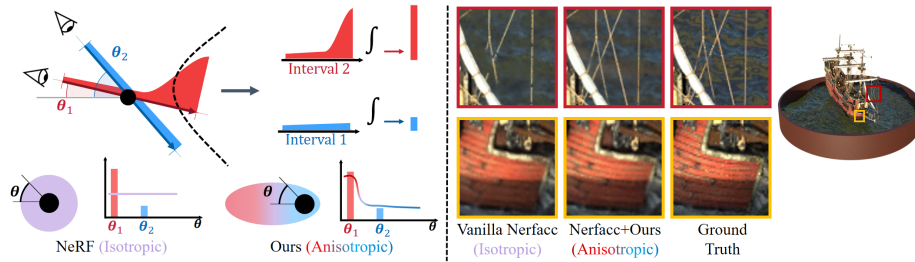 θ₂
θ₁
∫
Interval 2
∫
Interval 1
θ
θ₁ θ₂ θ
NeRF (Isotropic)
θ
θ₁ θ₂ θ
Ours (Anisotropic)
Vanilla Nerfacc
(Isotropic)
Nerfacc+Ours
(Anisotropic)
Ground
Truth